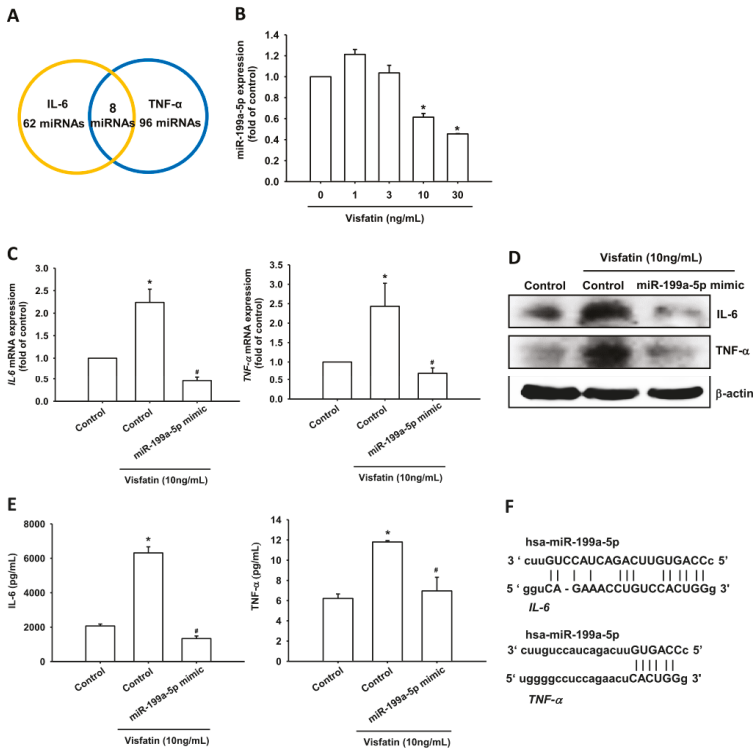 A
IL-6
62 miRNAs
8
miRNAs
TNF-α
96 miRNAs
B
miR-199a-5p expression
(fold of control)
1.4
1.2
1.0
0.8
0.6
0.4
0.2
0.0
*
*
0 1 3 10 30
Visfatin (ng/mL)
C
IL-6 mRNA expressiom
(fold of control)
3.0
2.5
2.0
1.5
1.0
0.5
0.0
*
#
Control
Control
miR-199a-5p mimic
Visfatin (10ng/mL)
TNF-α mRNA expressiom
(fold of control)
3.5
3.0
2.5
2.0
1.5
1.0
0.5
0.0
*
#
Control
Control
miR-199a-5p mimic
Visfatin (10ng/mL)
D
Visfatin (10ng/mL)
Control Control miR-199a-5p mimic
IL-6
TNF-α
β-actin
E
IL-6
(pg/mL)
8000
6000
4000
2000
0
*
#
Control
Control
miR-199a-5p mimic
Visfatin (10ng/mL)
TNF-α (pg/mL)
14
12
10
8
6
4
2
0
*
#
Control
Control
miR-199a-5p mimic
Visfatin (10ng/mL)
F
hsa-miR-199a-5p
3 ‘ cuuGUCCAUCAGACUUGUGACCc 5’
5 ‘ gguCA - GAAACCUGUCCACUGGg 3’
IL-6
hsa-miR-199a-5p
3‘ cuuguccaucagacuuGUGACCc 5’
5‘ uggggccuccagaacuCACUGGg 3’
TNF-α